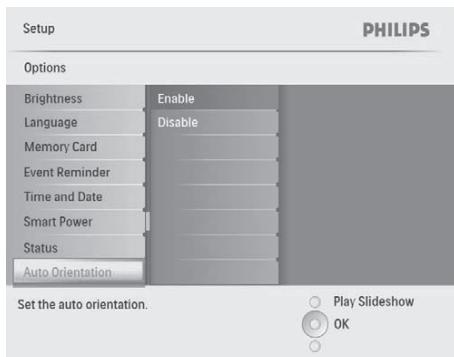 Setup
PHILIPS
Options
Brightness
Enable
Language
Disable
Memory Card
Event Reminder
Time and Date
Smart Power
Status
Auto Orientation
Set the auto orientation.
Play Slideshow
OK